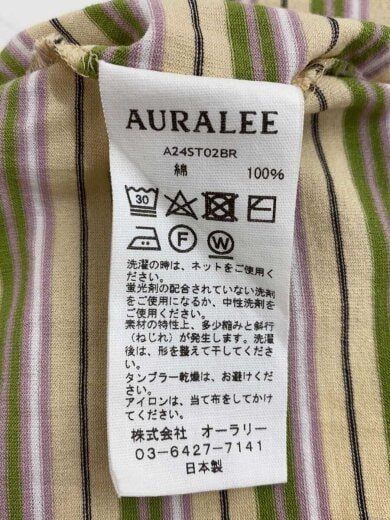 AURALEE
A24ST02BR
綿 100%
30
F W
洗濯の時は、ネットをご使用く
ださい。
蛍光剤の配合されていない洗剤
をご使用になるか、中性洗剤を
ご使用ください。
素材の特性上、多少縮みと斜行
（ねじれ）が発生します。洗濯
後は、形を整えて干してくださ
い。
タンブラー乾燥は、お避けくだ
さい。
アイロンは、当て布をしてかけ
てください。
株式会社 オーラリー
03-6427-7141
日本製